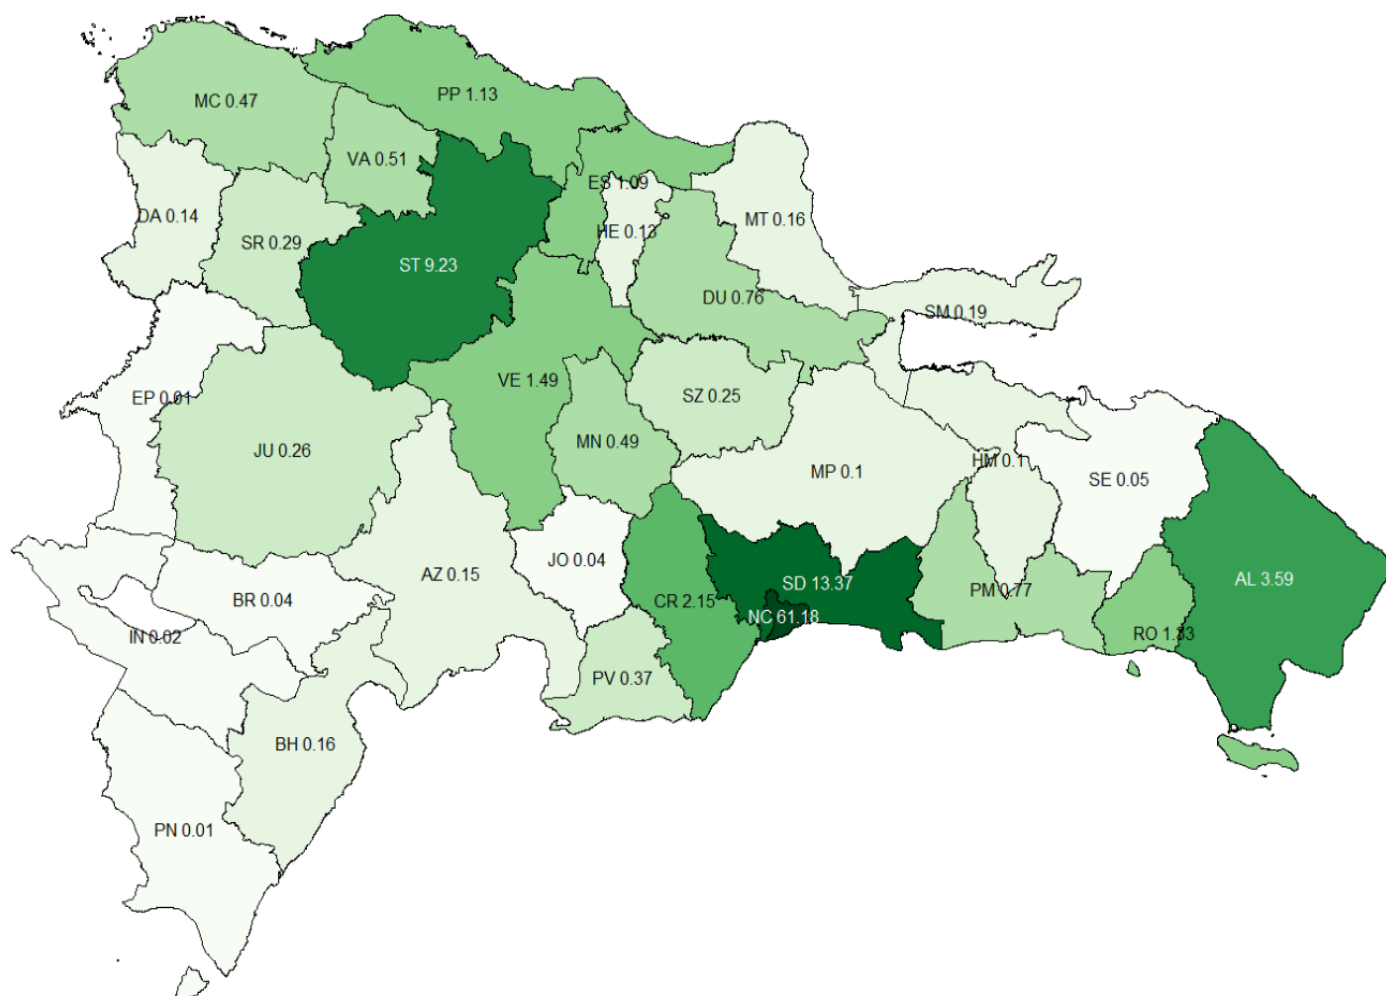 PP 1.13
MC 0.47
VA 0.51
ES 1.09
DA 0.14
MT 0.16
HE 0.13
SR 0.29
ST 9.23
DU 0.76
SM 0.19
VE 1.49
SZ 0.25
EP 0.01
MN 0.49
JU 0.26
HM 0.1
MP 0.1
SE 0.05
JO 0.04
AZ 0.15
AL 3.59
SD 13.37
PM 0.77
BR 0.04
CR 2.15
NC 61.18
RO 1.33
IN 0.02
PV 0.37
BH 0.16
PN 0.01